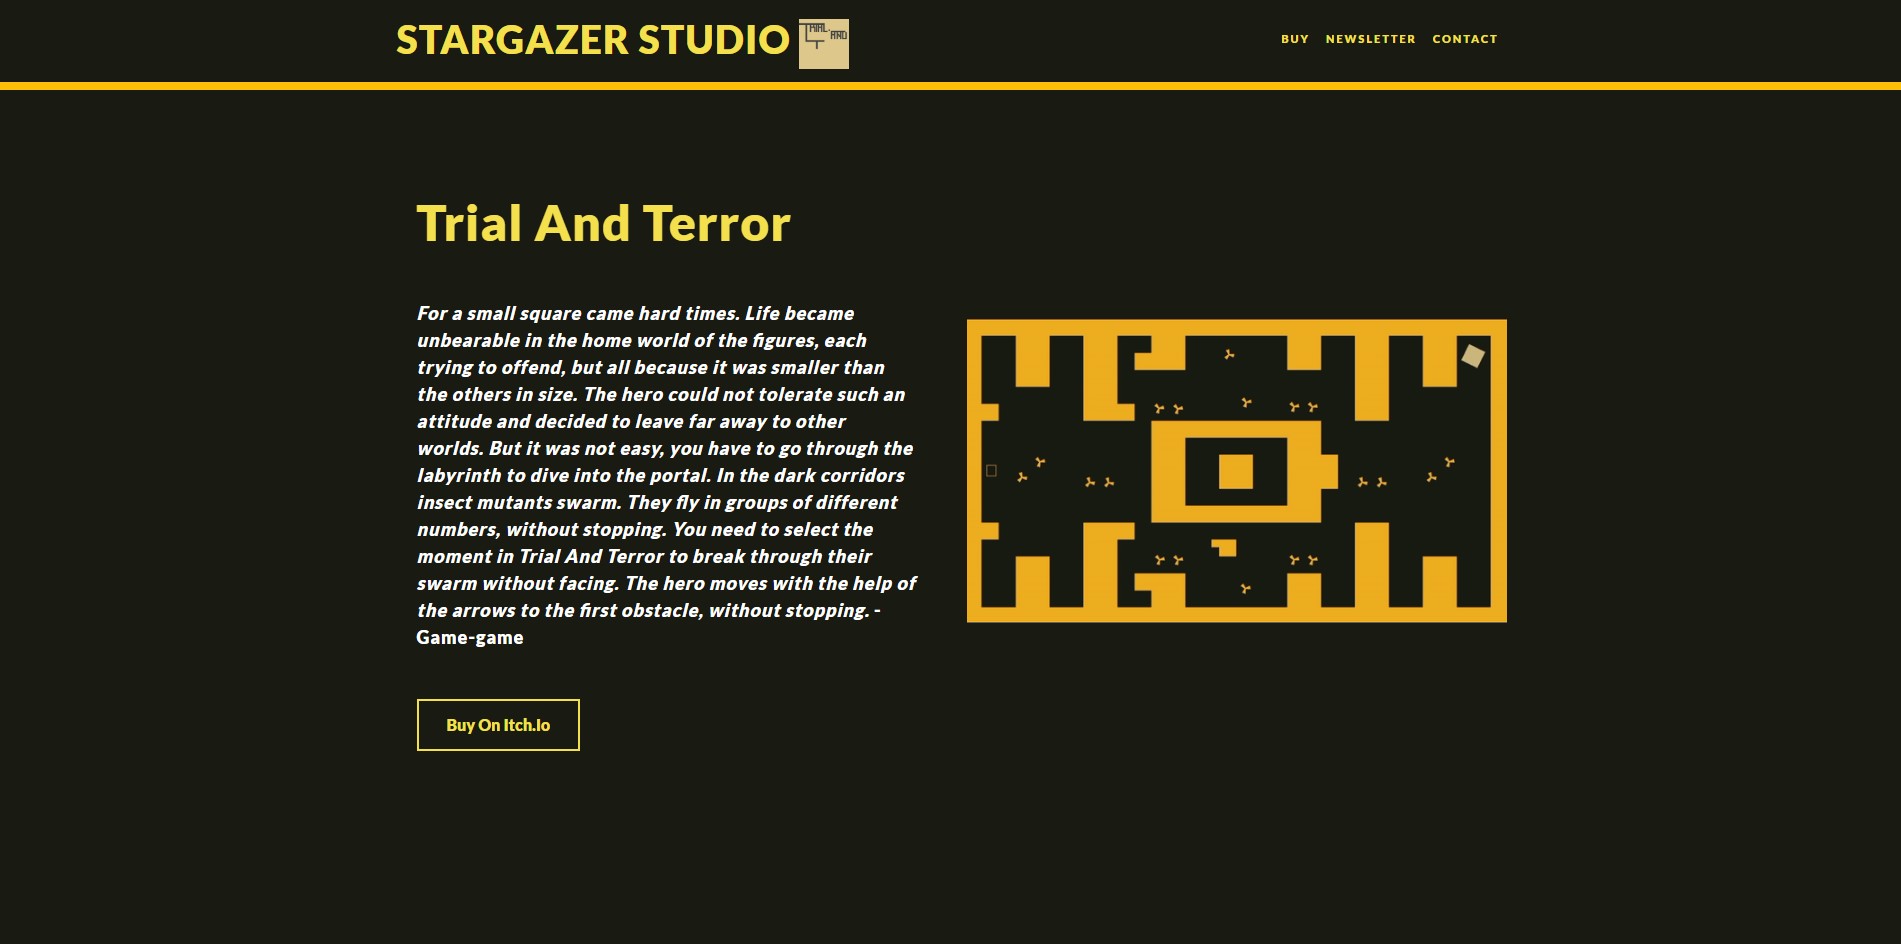 STARGAZER STUDIO
TRIAL
AND
BUY NEWSLETTER CONTACT
Trial And Terror
For a small square came hard times. Life became
unbearable in the home world of the figures, each
trying to offend, but all because it was smaller than
the others in size. The hero could not tolerate such an
attitude and decided to leave far away to other
worlds. But it was not easy, you have to go through the
labyrinth to dive into the portal. In the dark corridors
insect mutants swarm. They fly in groups of different
numbers, without stopping. You need to select the
moment in Trial And Terror to break through their
swarm without facing. The hero moves with the help of
the arrows to the first obstacle, without stopping. -
Game-game
Buy On Itch.Io